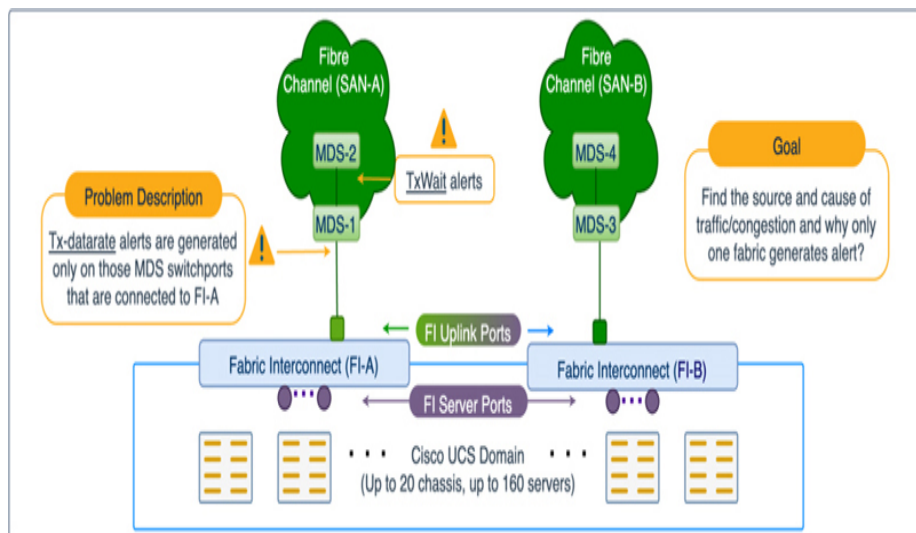 Fibre
Channel (SAN-A)
MDS-2
MDS-1
TxWait alerts
Fibre
Channel (SAN-B)
MDS-4
MDS-3
Goal
Find the source and cause of
traffic/congestion and why only
one fabric generates alert?
Problem Description
Tx-datarate alerts are generated
only on those MDS switchports
that are connected to FI-A
FI Uplink Ports
Fabric Interconnect (FI-A)
Fabric Interconnect (FI-B)
FI Server Ports
Cisco UCS Domain
(Up to 20 chassis, up to 160 servers)